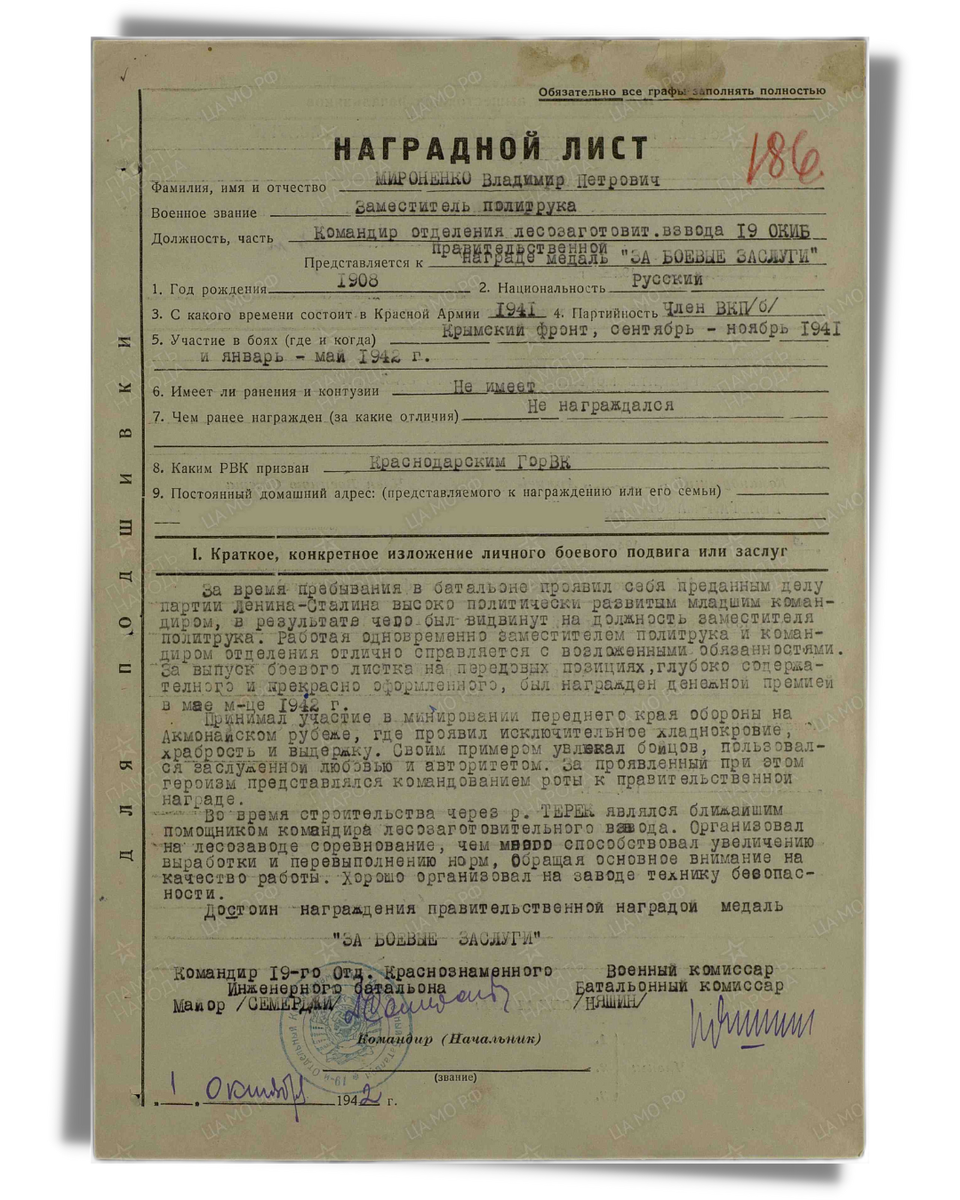 Обязательно все графы заполнять полностью
НАГРАДНОЙ ЛИСТ
186
Фамилия, имя и отчество МИРОНЕНКО Владимир Петрович
Военное звание Заместитель политрука
Должность, часть Командир отделения лесозаготовит.взвода 19 ОКИБ
правительственной
Представляется к награде медаль "ЗА БОЕВЫЕ ЗАСЛУГИ"
1. Год рождения 1908 2. Национальность Русский
3. С какого времени состоит в Красной Армии 1941 4. Партийность Член ВКП/б/
5. Участие в боях (где и когда) Крымский фронт, сентябрь - ноябрь 1941
и январь - май 1942 г.
6. Имеет ли ранения и контузии Не имеет
7. Чем ранее награжден (за какие отличия) Не награждался
8. Каким РВК призван Краснодарским ГорВК
9. Постоянный домашний адрес: (представляемого к награждению или его семьи)
ДЛЯ ПОДШИВКИ
I. Краткое, конкретное изложение личного боевого подвига или заслуг
За время пребывания в батальоне проявил себя преданным делу
партии Ленина-Сталина высоко политически развитым младшим коман-
диром, в результате чего был видвинут на должность заместителя
политрука. Работая одновременно заместителем политрука и коман-
диром отделения отлично справляется с возложенными обязанностями.
За выпуск боевого листка на передовых позициях,глубоко содержа-
телного и прекрасно оформленного, был награжден денежной премией
в мае м-це 1942 г.
Принимал участие в минировании переднего края обороны на
Акмонайском рубеже, где проявил исключительное хладнокровие,
храбрость и выдержку. Своим примером увлекал бойцов, пользовал-
ся заслуженной любовью и авторитетом. За проявленный при этом
героизм представлялся командованием роты к правительственной
награде.
Во время строительства через р. ТЕРЕК являлся ближайшим
помощником командира лесозаготовительного взвода. Организовал
на лесозаводе соревнование, чем способствовал увеличению
выработки и перевыполнению норм, Обращая основное внимание на
качество работы. Хорошо организовал на заводе технику безопас-
ности.
Достоин награждения правительственной наградой медаль
"ЗА БОЕВЫЕ ЗАСЛУГИ"
Командир 19-го Отд. Краснознаменного Военный комиссар
Инженерного батальона Батальонный комиссар
Майор /СЕМЕРДЖИ/ /НЯШИН/
Командир (Начальник)
(звание)
1 Октября 1942 г.
ЦА МО.РФ